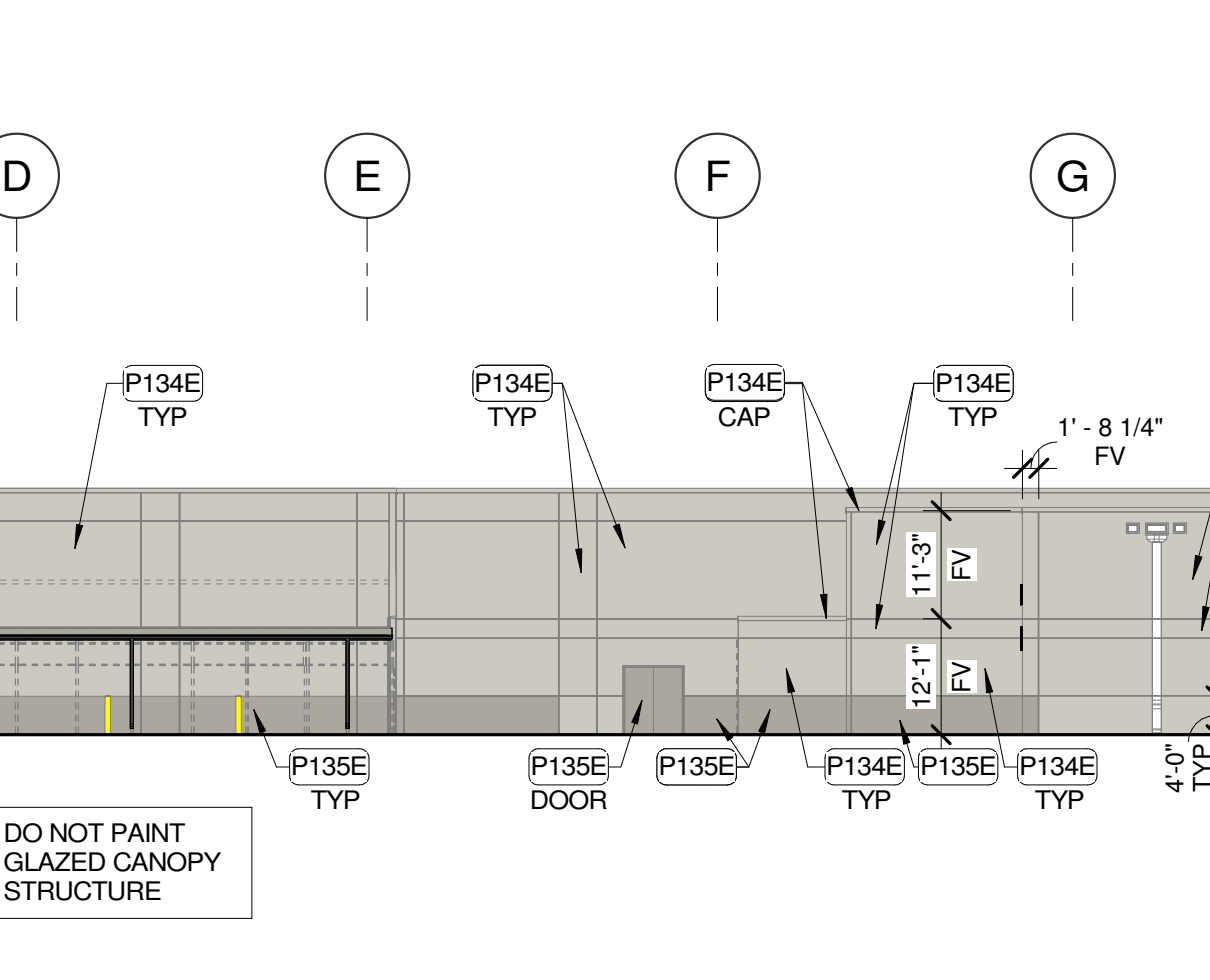 D
E
F
G
P134E
TYP
P134E
TYP
P134E
CAP
P134E
TYP
1' - 8 1/4"
FV
11'-3"
FV
12'-1"
FV
4'-0"
TYP
P135E
TYP
P135E
DOOR
P135E
P134E
TYP
P135E
P134E
TYP
DO NOT PAINT
GLAZED CANOPY
STRUCTURE